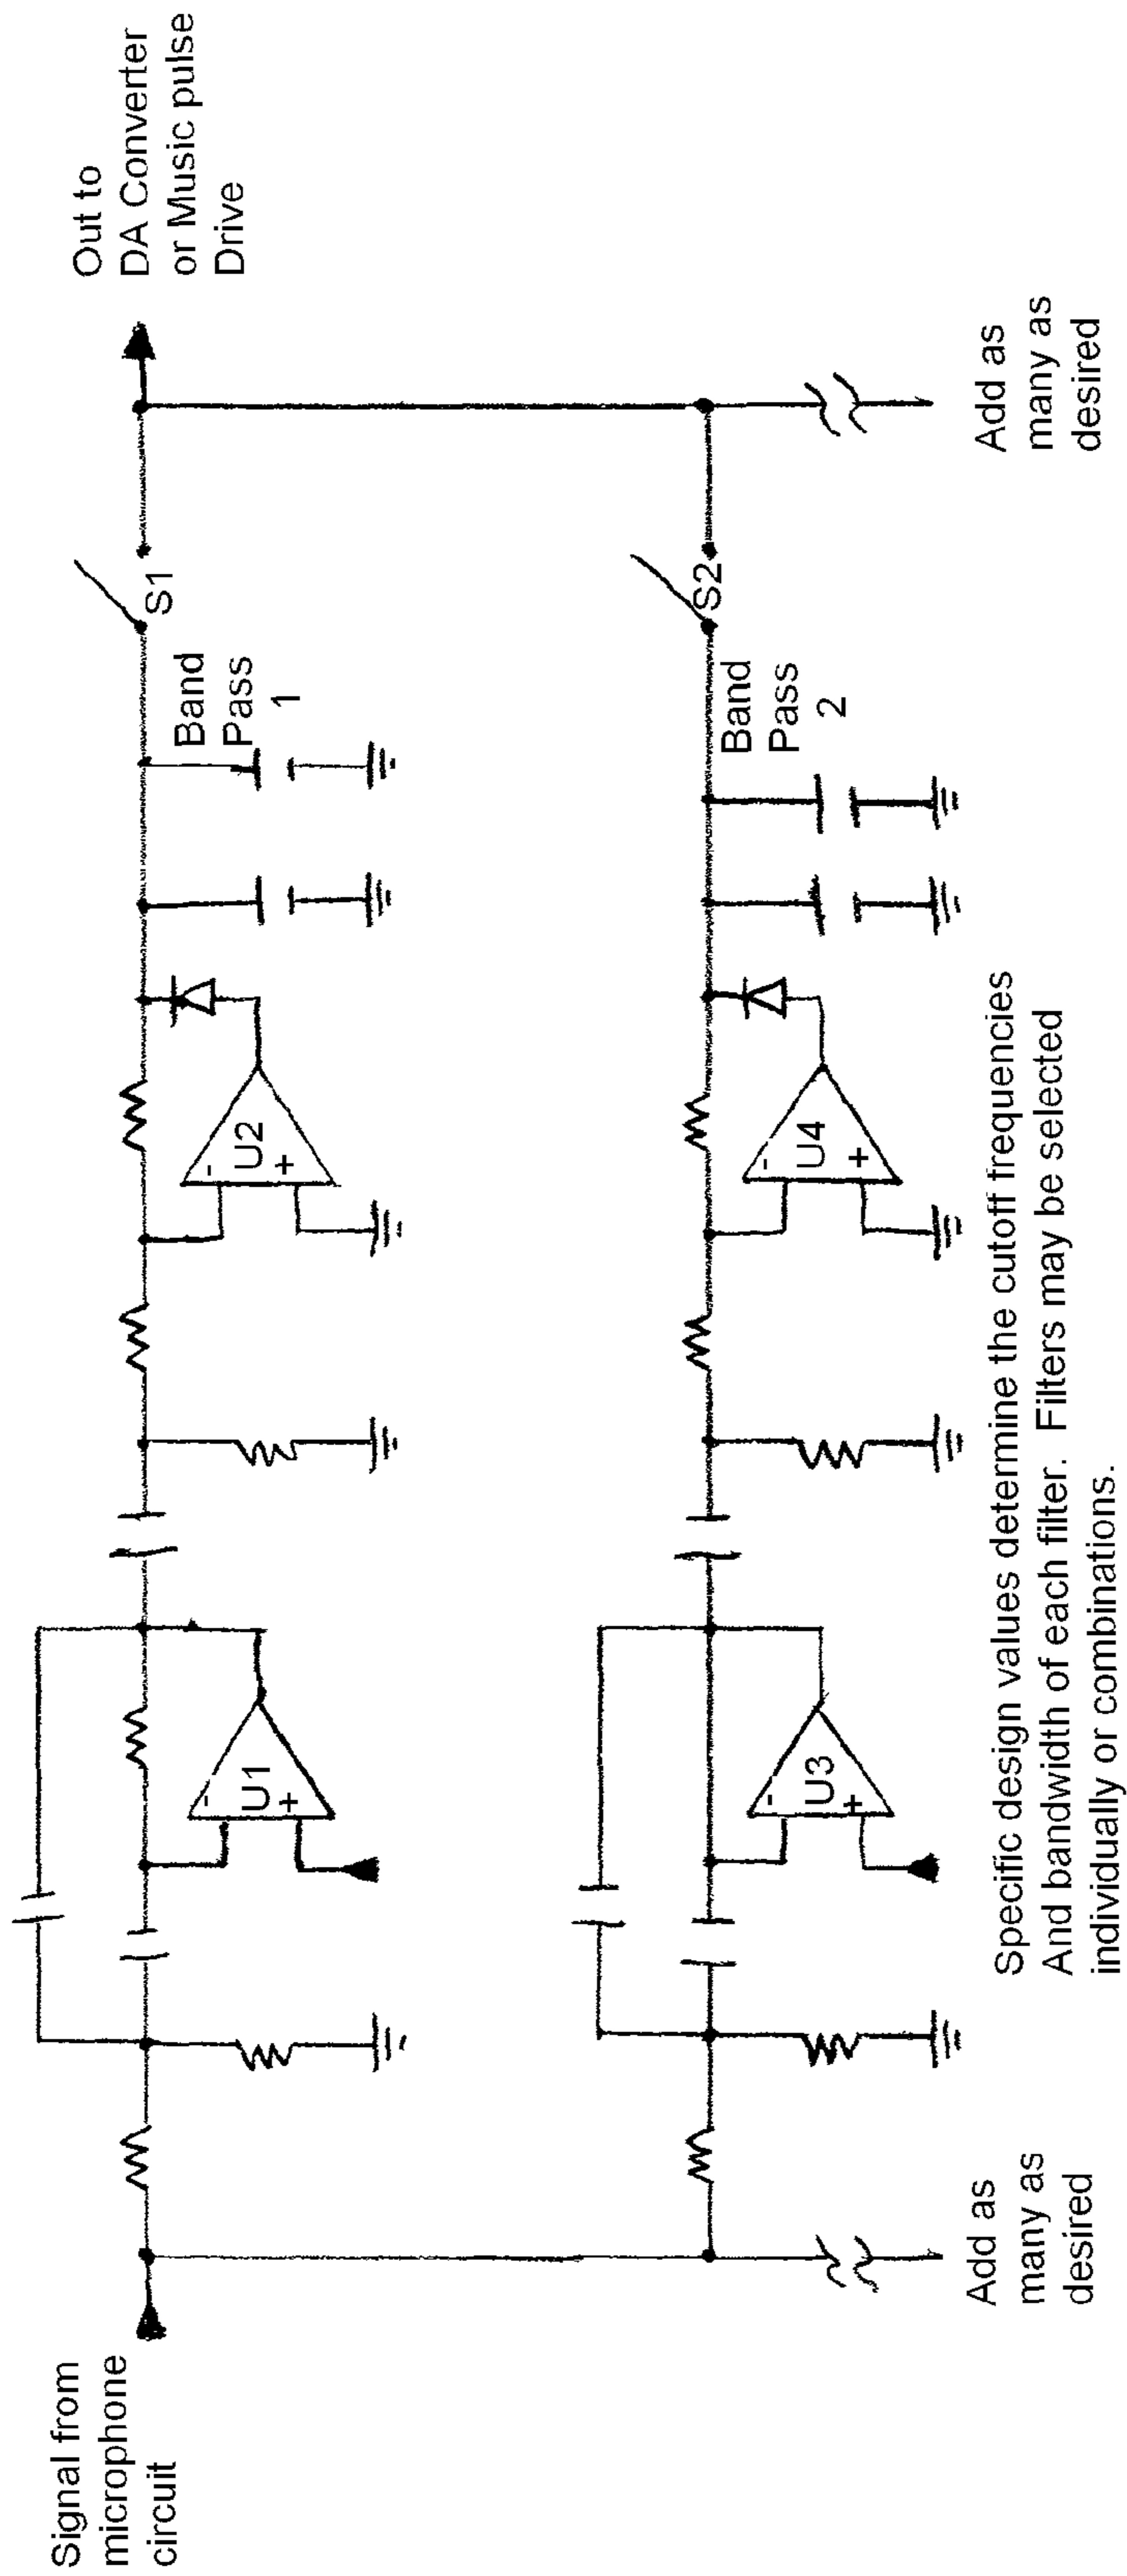 Signal from
microphone
circuit
Out to
DA Converter
or Music pulse
Drive
-
U1
+
-
U2
+
Band
Pass
1
S1
-
U3
+
-
U4
+
Band
Pass
2
S2
Add as
many as
desired
Add as
many as
desired
Specific design values determine the cutoff frequencies
And bandwidth of each filter. Filters may be selected
individually or combinations.